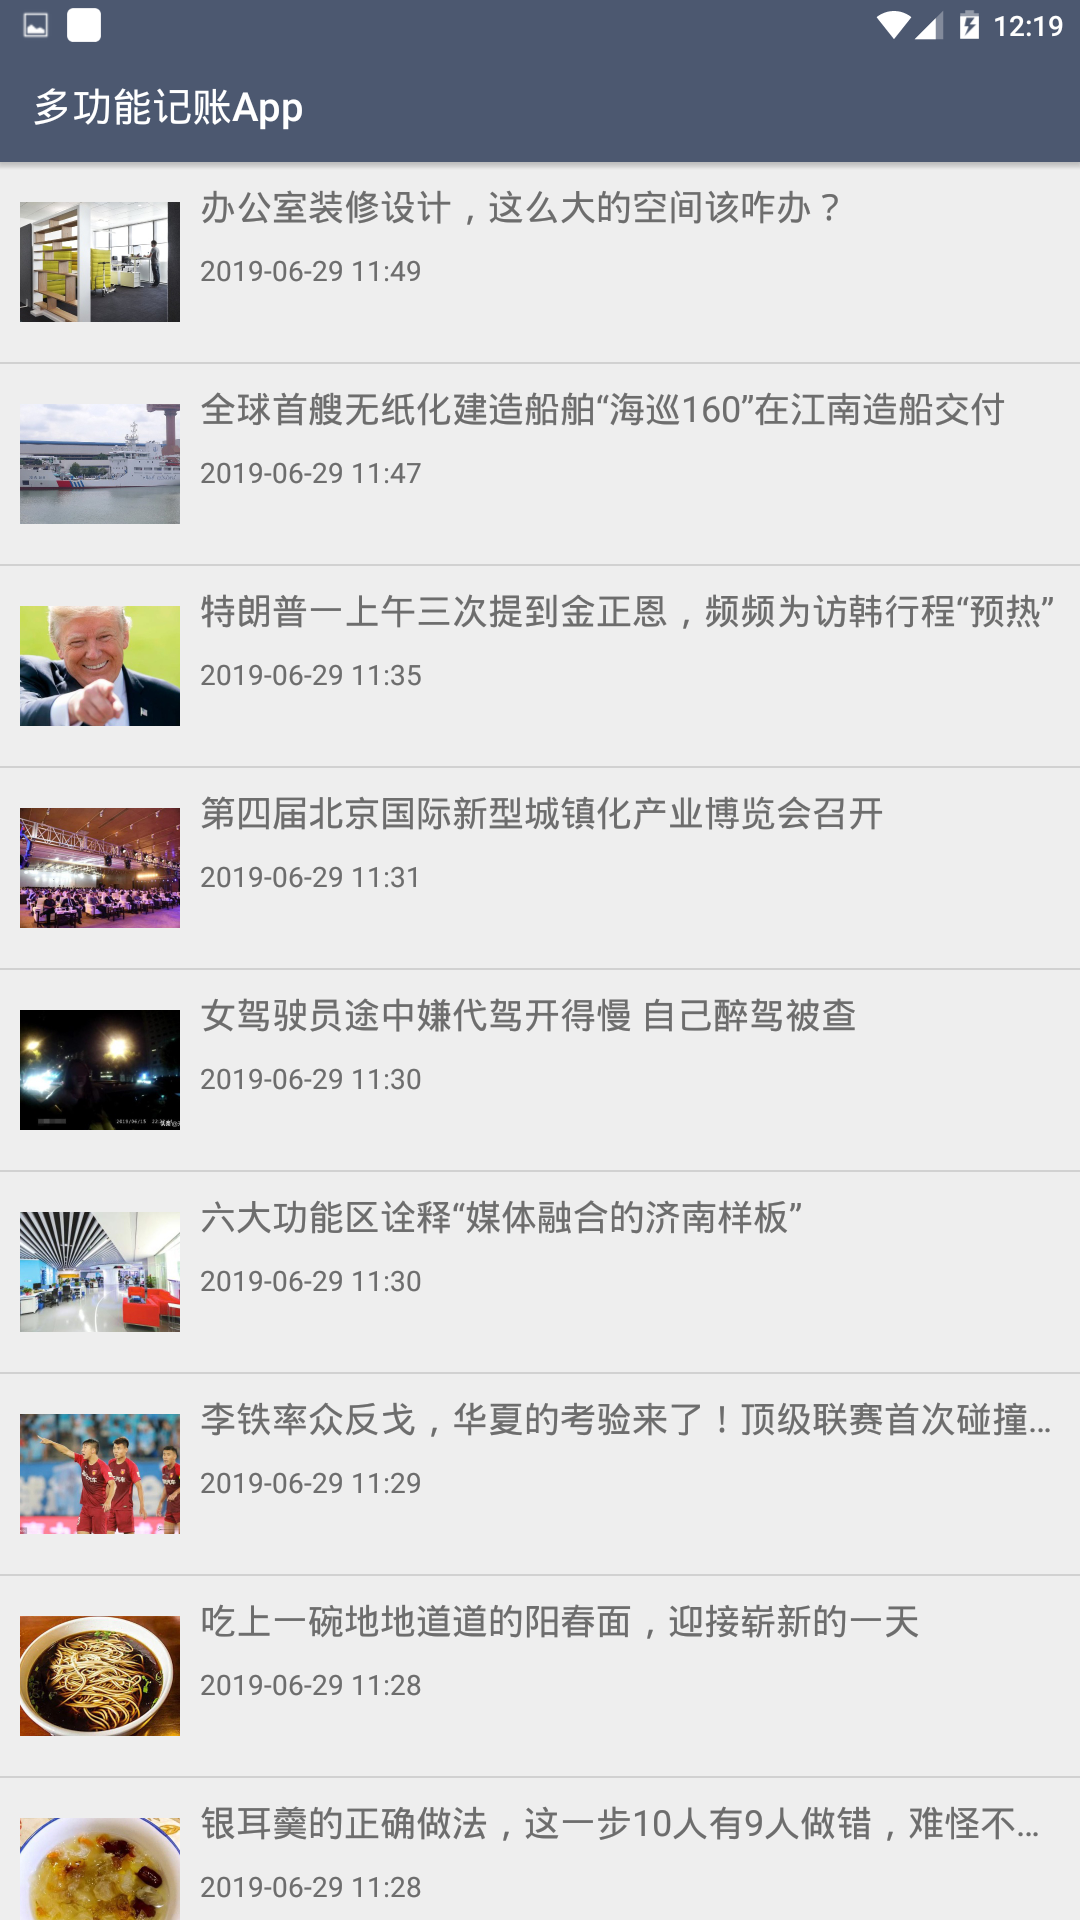 12:19
多功能记账App
办公室装修设计，这么大的空间该咋办？
2019-06-29 11:49
全球首艘无纸化建造船舶“海巡160”在江南造船交付
2019-06-29 11:47
特朗普一上午三次提到金正恩，频频为访韩行程“预热”
2019-06-29 11:35
第四届北京国际新型城镇化产业博览会召开
2019-06-29 11:31
女驾驶员途中嫌代驾开得慢 自己醉驾被查
2019-06-29 11:30
六大功能区诠释“媒体融合的济南样板”
2019-06-29 11:30
李铁率众反戈，华夏的考验来了！顶级联赛首次碰撞...
2019-06-29 11:29
吃上一碗地地道道的阳春面，迎接崭新的一天
2019-06-29 11:28
银耳羹的正确做法，这一步10人有9人做错，难怪不...
2019-06-29 11:28